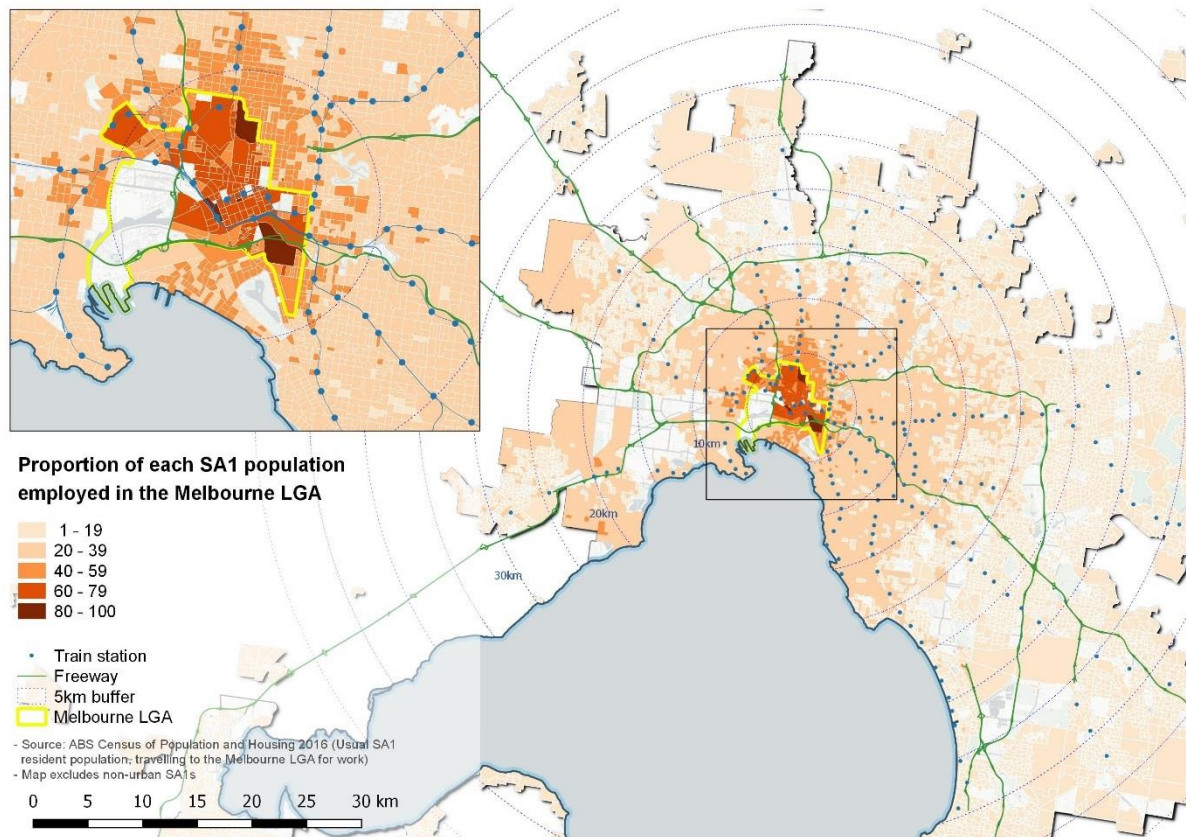 10km
20km
30km
Proportion of each SA1 population
employed in the Melbourne LGA
1 - 19
20 - 39
40 - 59
60 - 79
80 - 100
Train station
Freeway
5km buffer
Melbourne LGA
- Source: ABS Census of Population and Housing 2016 (Usual SA1
resident population, travelling to the Melbourne LGA for work)
- Map excludes non-urban SA1s
0 5 10 15 20 25 30 km